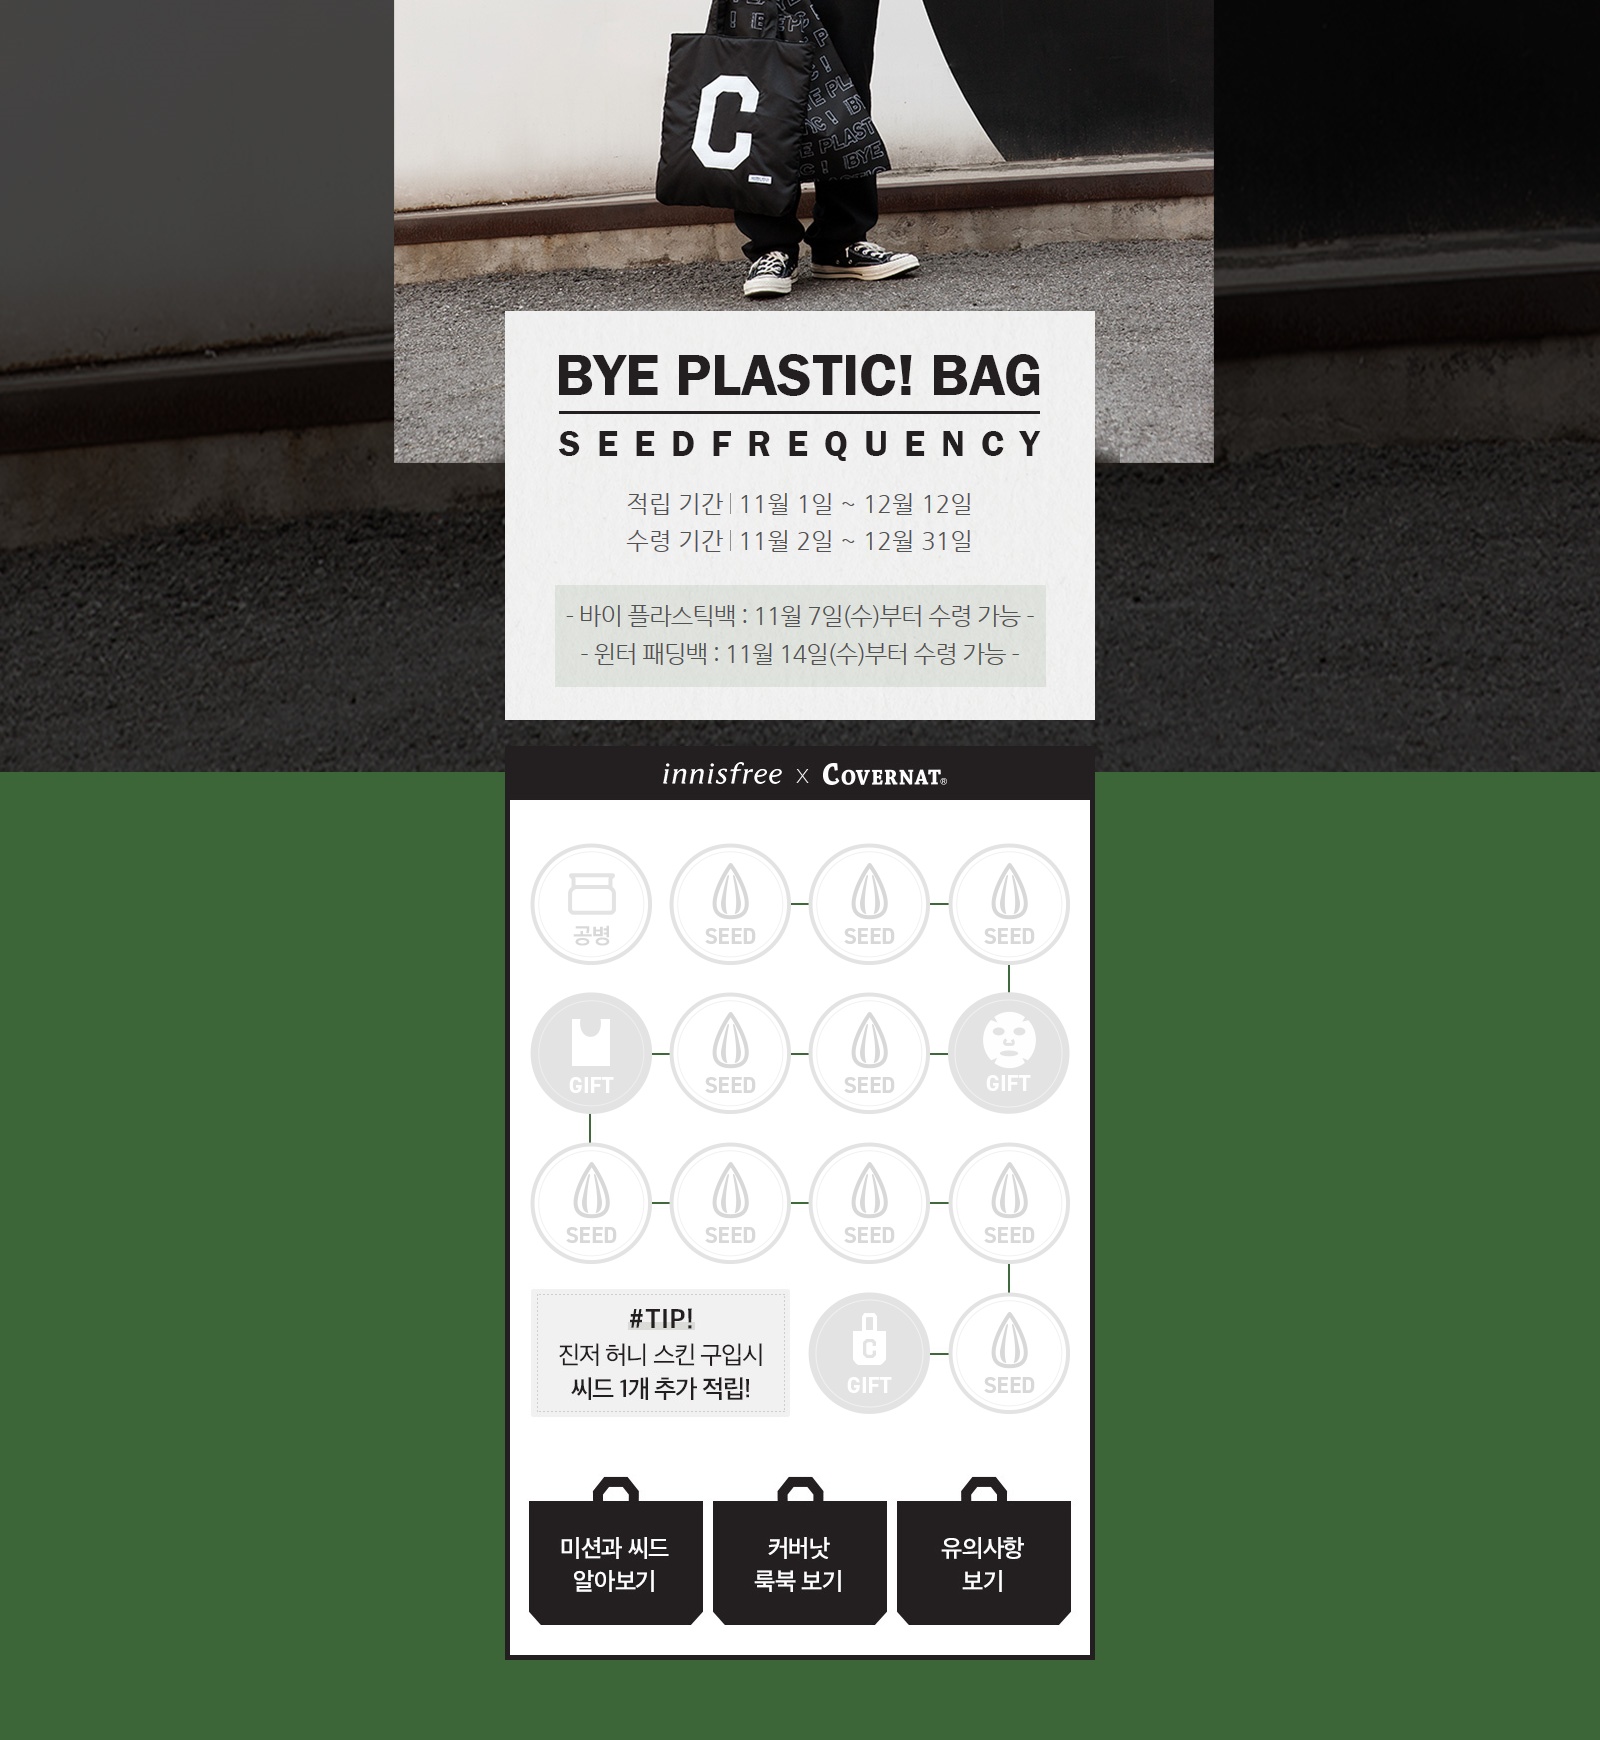 C
BYE PLASTIC! BAG
SEEDFREQUENCY
적립 기간 | 11월 1일 ~ 12월 12일
수령 기간 | 11월 2일 ~ 12월 31일
- 바이 플라스틱백 : 11월 7일(수)부터 수령 가능 -
- 윈터 패딩백 : 11월 14일(수)부터 수령 가능 -
innisfree x COVERNAT®
공병 SEED SEED SEED
GIFT SEED SEED GIFT
SEED SEED SEED SEED
#TIP!
진저 허니 스킨 구입시
씨드 1개 추가 적립!
C
GIFT SEED
미션과 씨드
알아보기
커버낫
룩북 보기
유의사항
보기